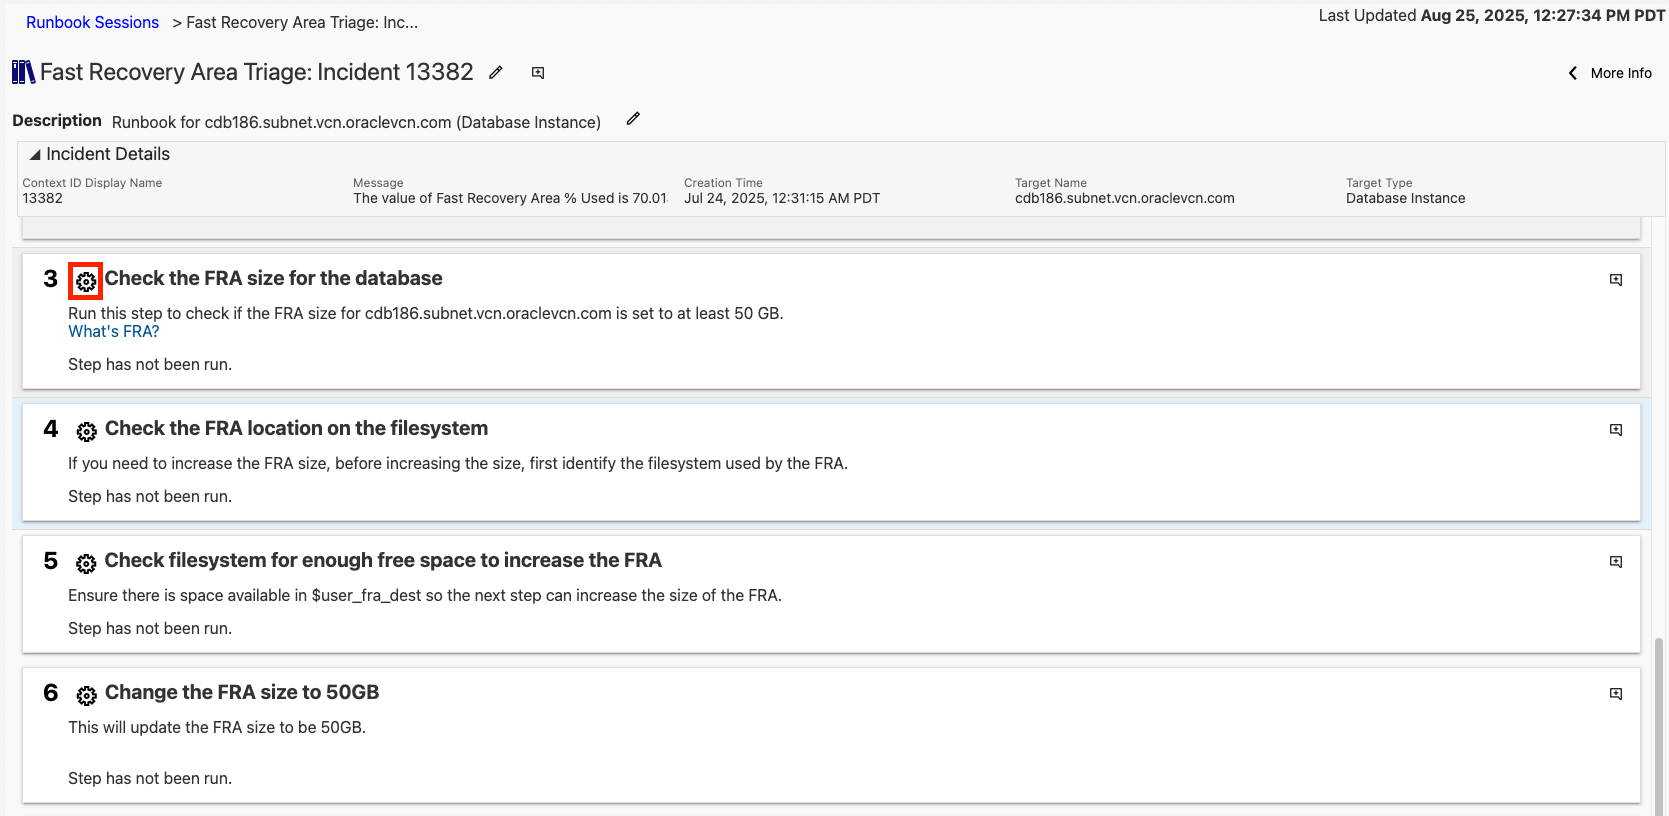 Runbook Sessions > Fast Recovery Area Triage: Inc...
Last Updated Aug 25, 2025, 12:27:34 PM PDT
Fast Recovery Area Triage: Incident 13382
More Info
Description Runbook for cdb186.subnet.vcn.oraclevcn.com (Database Instance)
Incident Details
Context ID Display Name
13382
Message
The value of Fast Recovery Area % Used is 70.01
Creation Time
Jul 24, 2025, 12:31:15 AM PDT
Target Name
cdb186.subnet.vcn.oraclevcn.com
Target Type
Database Instance
3 Check the FRA size for the database
Run this step to check if the FRA size for cdb186.subnet.vcn.oraclevcn.com is set to at least 50 GB.
What's FRA?
Step has not been run.
4 Check the FRA location on the filesystem
If you need to increase the FRA size, before increasing the size, first identify the filesystem used by the FRA.
Step has not been run.
5 Check filesystem for enough free space to increase the FRA
Ensure there is space available in $user_fra_dest so the next step can increase the size of the FRA.
Step has not been run.
6 Change the FRA size to 50GB
This will update the FRA size to be 50GB.
Step has not been run.